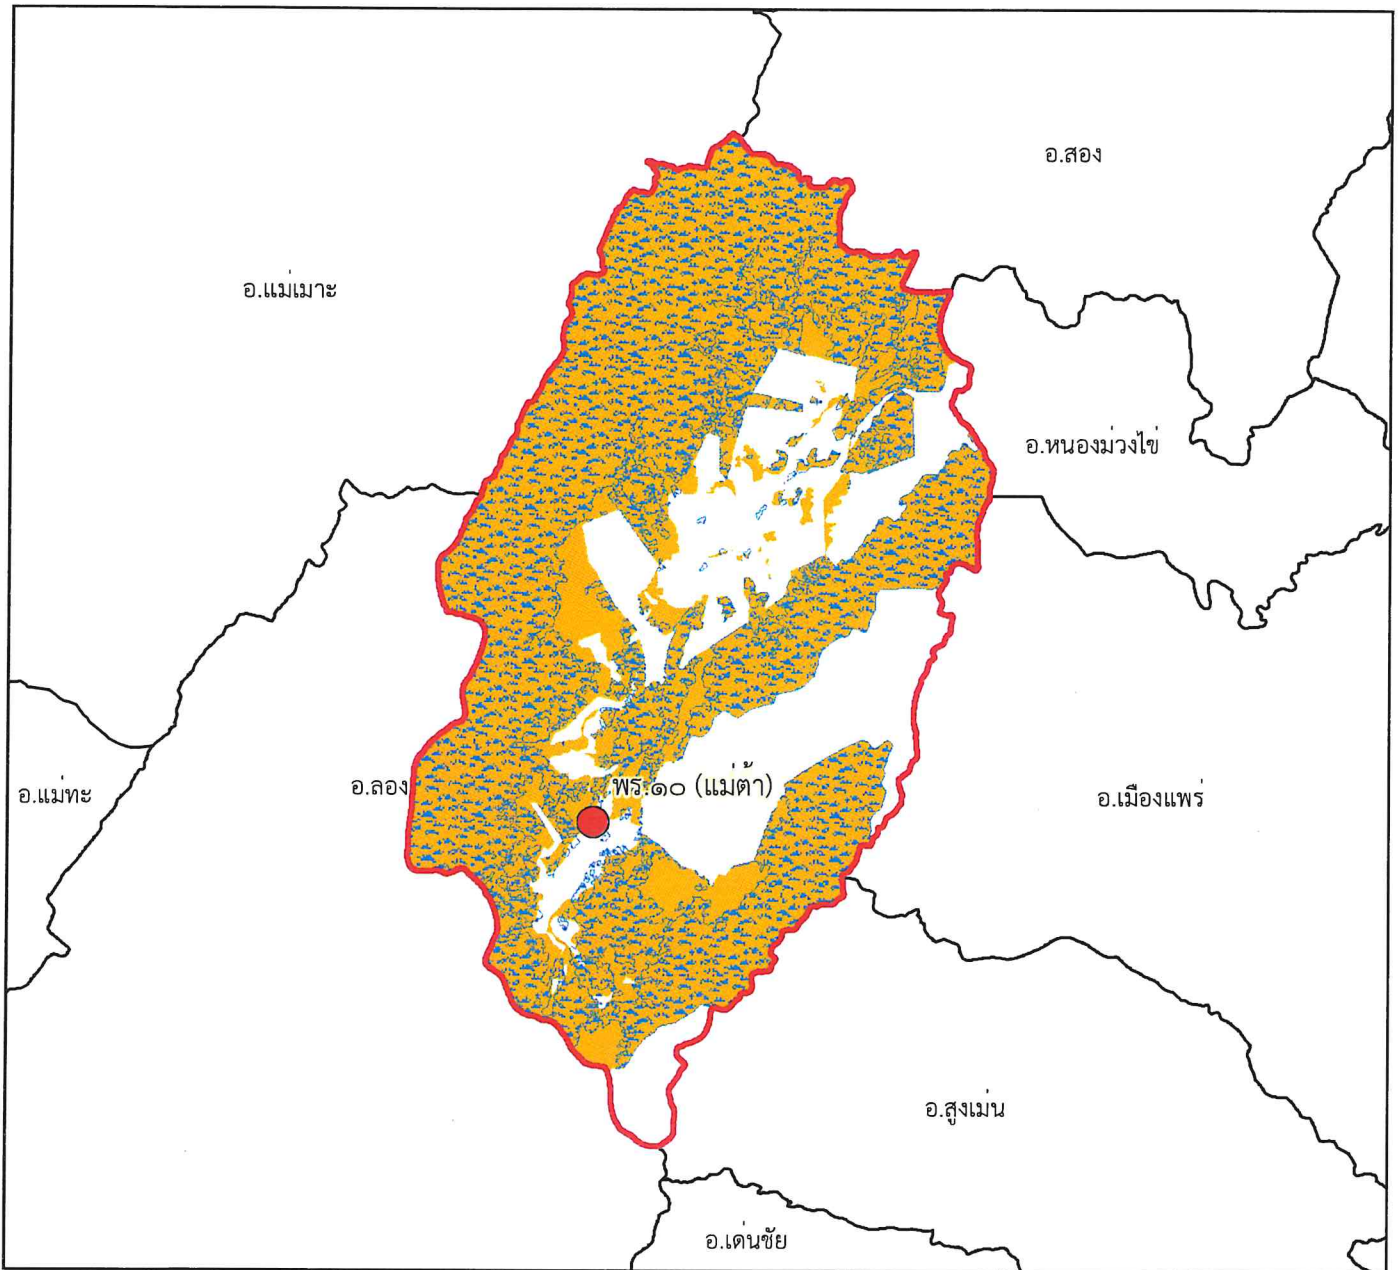 อ.สอง
อ.แม่เมาะ
อ.หนองม่วงไข่
อ.แม่ทะ
อ.ลอง
พร.๑๐ (แม่ต้า)
อ.เมืองแพร่
อ.สูงเม่น
อ.เด่นชัย